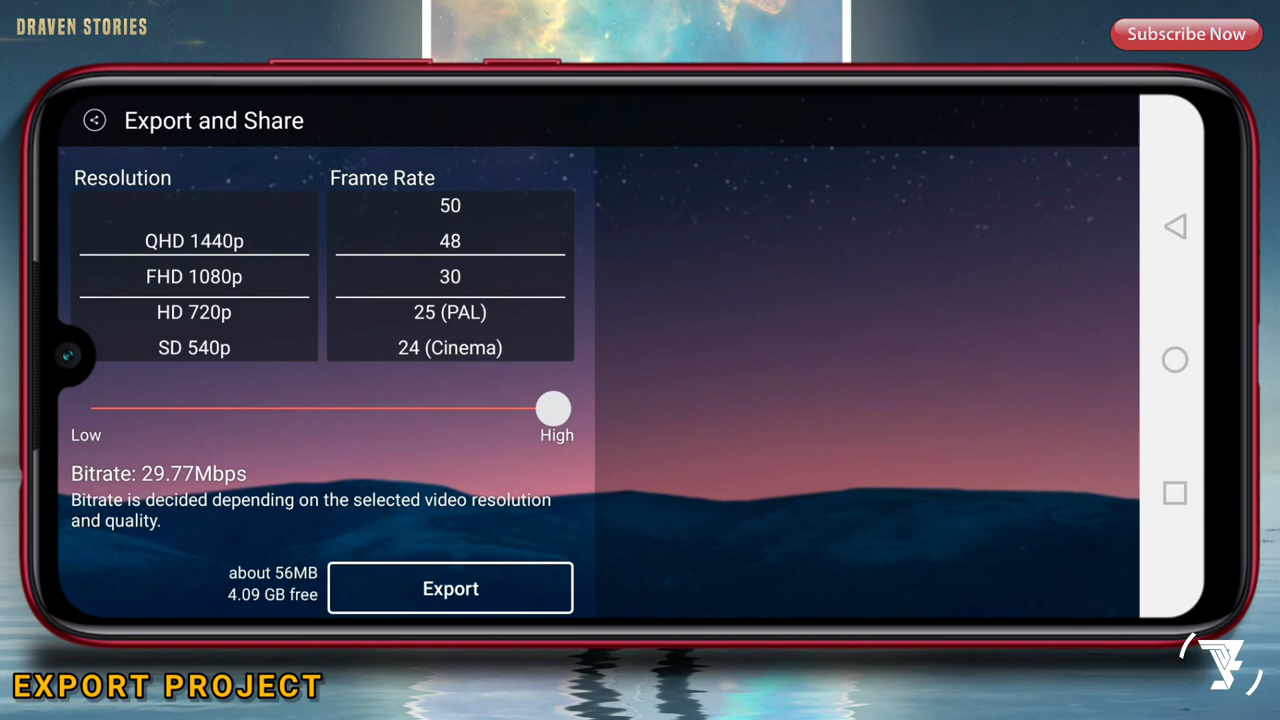 DRAVEN STORIES
Subscribe Now
Export and Share
Resolution
Frame Rate
50
QHD 1440p
48
FHD 1080p
30
HD 720p
25 (PAL)
SD 540p
24 (Cinema)
Low
High
Bitrate: 29.77Mbps
Bitrate is decided depending on the selected video resolution
and quality.
about 56MB
4.09 GB free
Export
EXPORT PROJECT